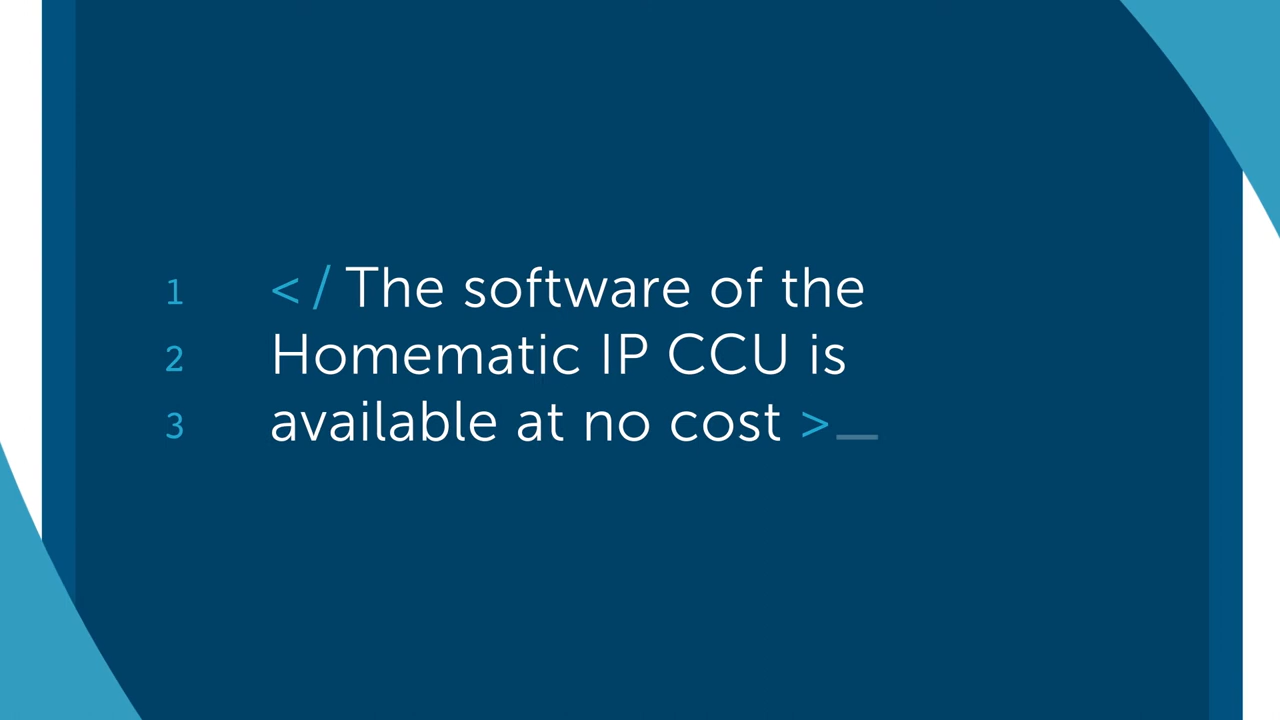 1 </ The software of the
2 Homematic IP CCU is
3 available at no cost >_